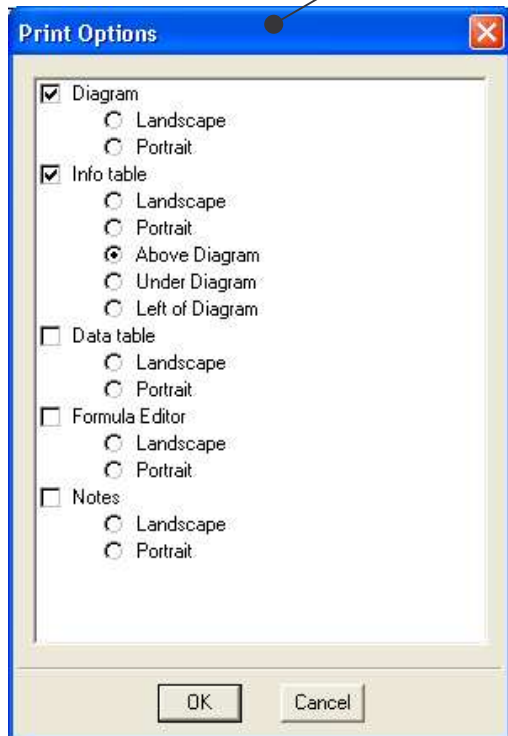 Print Options
Diagram
Landscape
Portrait
Info table
Landscape
Portrait
Above Diagram
Under Diagram
Left of Diagram
Data table
Landscape
Portrait
Formula Editor
Landscape
Portrait
Notes
Landscape
Portrait
OK Cancel